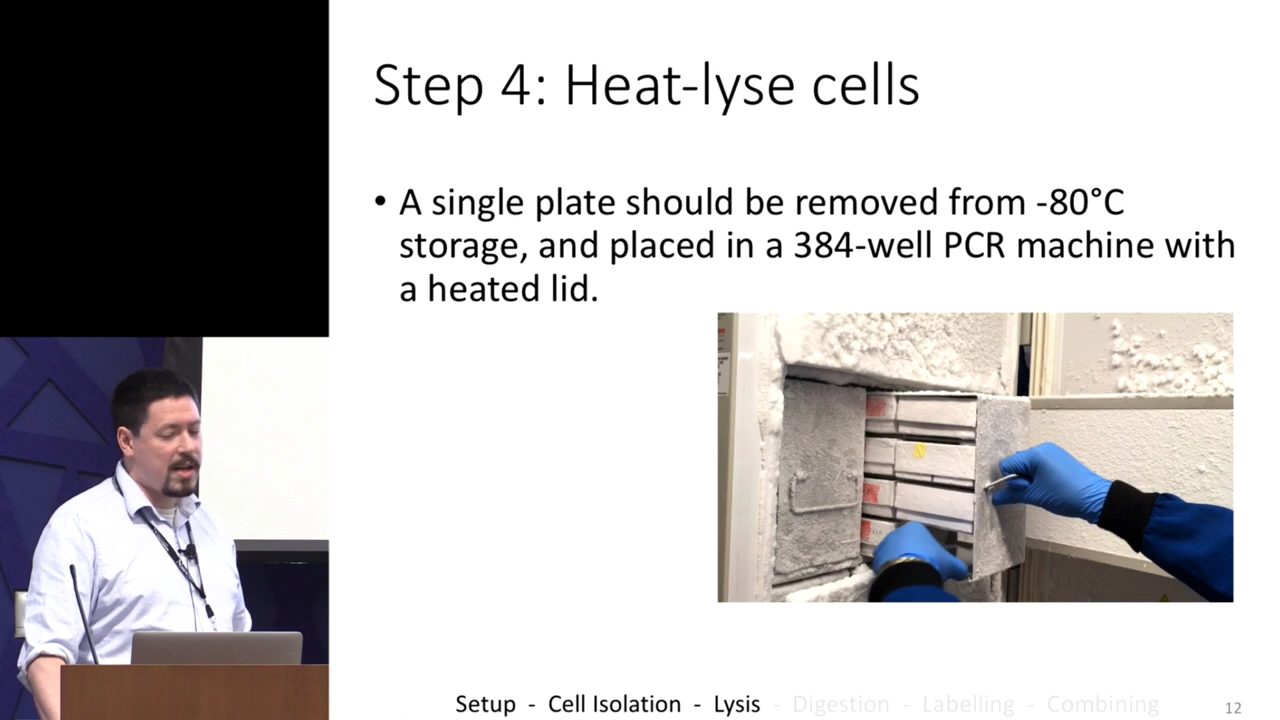 Step 4: Heat-lyse cells
• A single plate should be removed from -80°C
storage, and placed in a 384-well PCR machine with
a heated lid.
Setup - Cell Isolation - Lysis - Digestion - Labelling - Combining
12